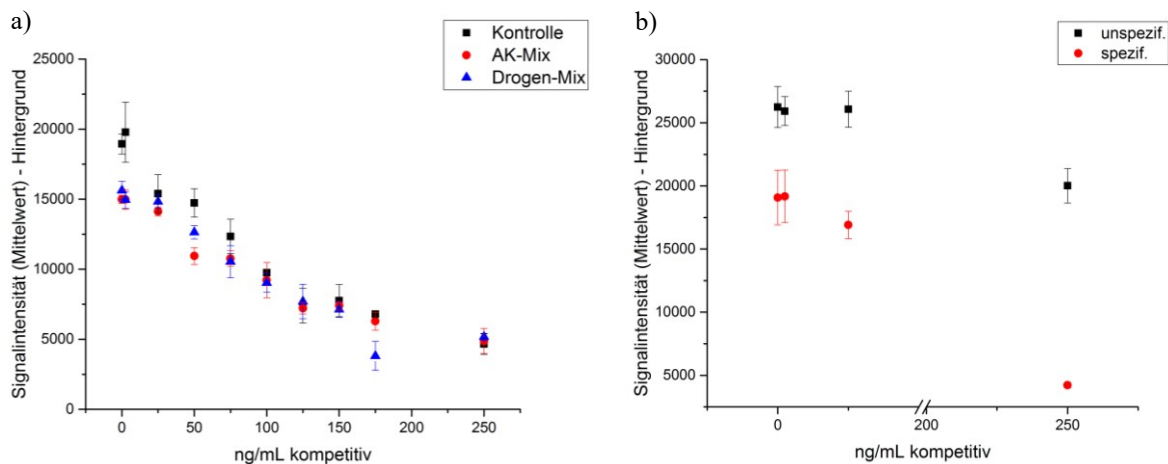 a)
Kontrolle
AK-Mix
Drogen-Mix
Signalintensität (Mittelwert) - Hintergrund
25000
20000
15000
10000
5000
0
0 50 100 150 200 250
ng/mL kompetitiv
b)
unspezif.
spezif.
Signalintensität (Mittelwert) - Hintergrund
30000
25000
20000
15000
10000
5000
0 200 250
ng/mL kompetitiv